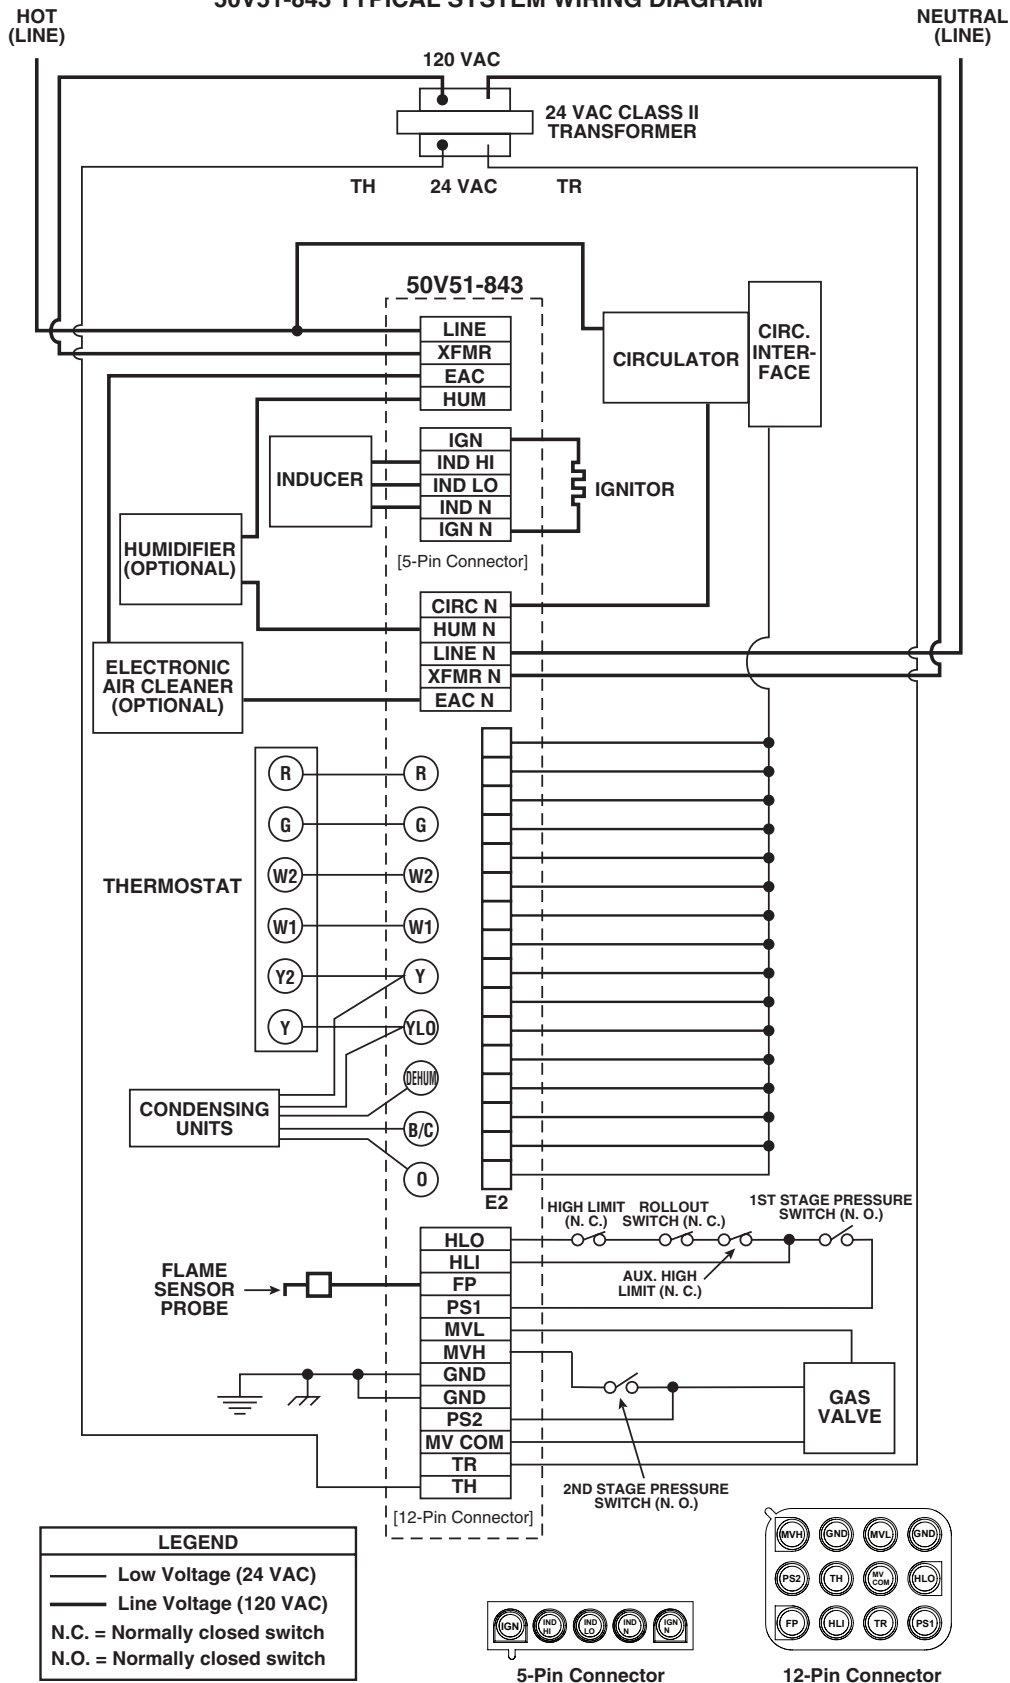 50V51-843 TYPICAL SYSTEM WIRING DIAGRAM
HOT
(LINE)
NEUTRAL
(LINE)
120 VAC
24 VAC CLASS II
TRANSFORMER
TH
24 VAC
TR
50V51-843
LINE
XFMR
EAC
HUM
CIRCULATOR
CIRC.
INTER-
FACE
IGN
IND HI
IND LO
IND N
IGN N
[5-Pin Connector]
INDUCER
IGNITOR
HUMIDIFIER
(OPTIONAL)
CIRC N
HUM N
LINE N
XFMR N
EAC N
ELECTRONIC
AIR CLEANER
(OPTIONAL)
THERMOSTAT
R
G
W2
W1
Y2
Y
R
G
W2
W1
Y
YLO
DEHUM
B/C
O
CONDENSING
UNITS
E2
HIGH LIMIT
(N. C.)
ROLLOUT
SWITCH (N. C.)
1ST STAGE PRESSURE
SWITCH (N. O.)
AUX. HIGH
LIMIT (N. C.)
HLO
HLI
FP
PS1
MVL
MVH
GND
GND
PS2
MV COM
TR
TH
[12-Pin Connector]
FLAME
SENSOR
PROBE
GAS
VALVE
2ND STAGE PRESSURE
SWITCH (N. O.)
LEGEND
Low Voltage (24 VAC)
Line Voltage (120 VAC)
N.C. = Normally closed switch
N.O. = Normally closed switch
IGN
IND
HI
IND
LO
IND
N
IGN
N
5-Pin Connector
MVH
GND
MVL
GND
PS2
TH
MV
COM
HLO
FP
HLI
TR
PS1
12-Pin Connector